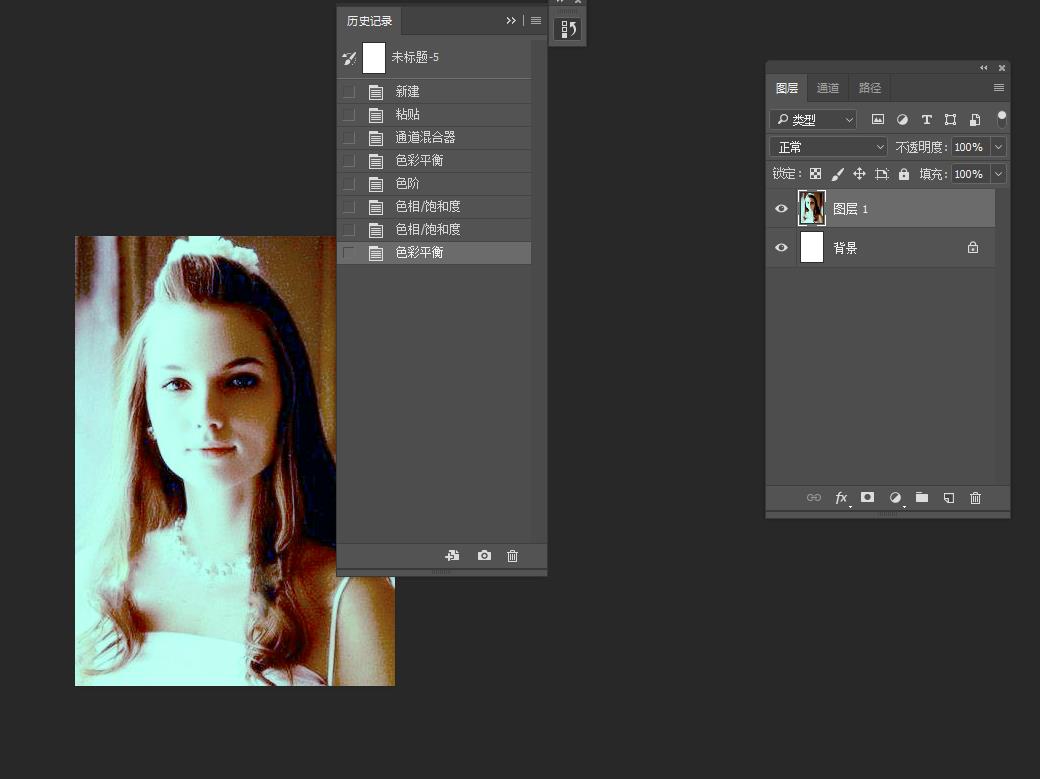 历史记录
未标题-5
新建
粘贴
通道混合器
色彩平衡
色阶
色相/饱和度
色相/饱和度
色彩平衡
图层 通道 路径
类型
正常 不透明度: 100%
锁定: 填充: 100%
图层 1
背景
fx